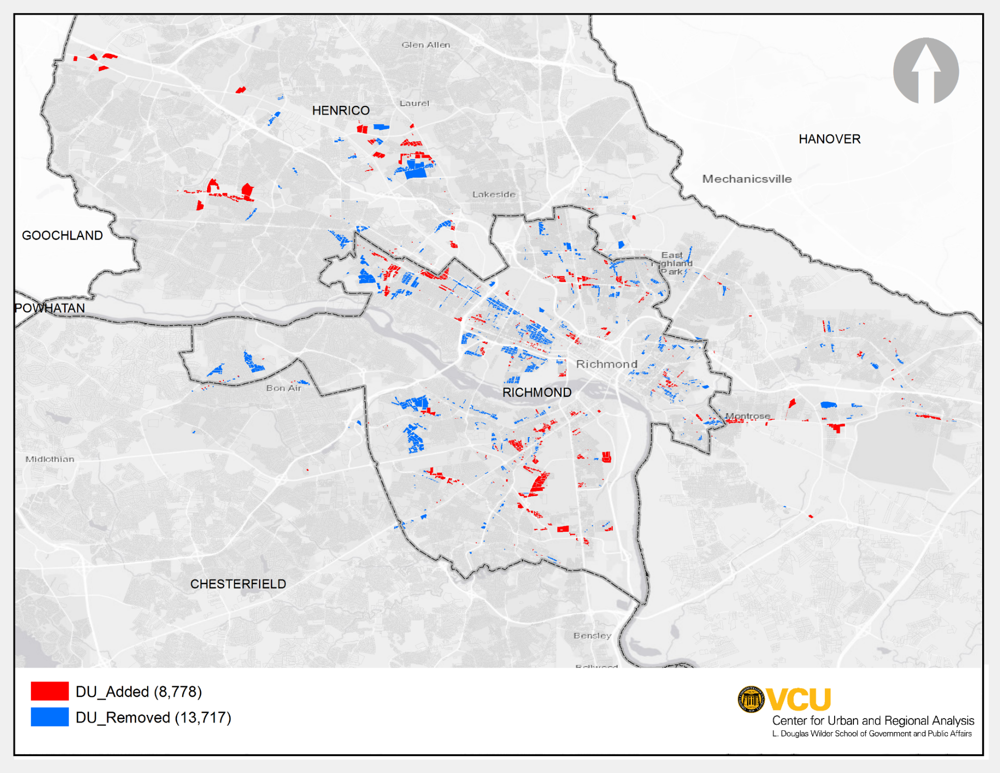 Glen Allen
Laurel
HENRICO
HANOVER
Mechanicsville
Lakeside
GOOCHLAND
East
Highland
Park
POWHATAN
Richmond
Bon Air
RICHMOND
Montrose
Midlothian
CHESTERFIELD
Bensley
Bellwood
DU_Added (8,778)
DU_Removed (13,717)
VCU
Center for Urban and Regional Analysis
L. Douglas Wilder School of Government and Public Affairs